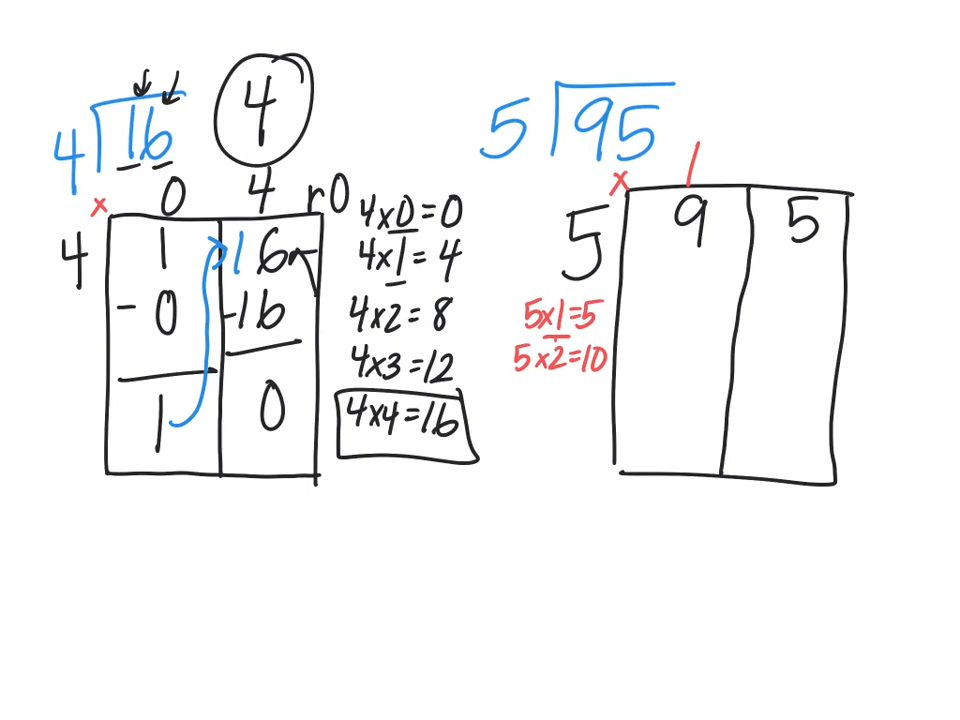 4 16
4
x 0 4 r0
4 1 16
- 0 -16
1 0
4x0=0
4x1=4
4x2=8
4x3=12
4x4=16
5 95
x 1
5 9 5
5x1=5
5x2=10